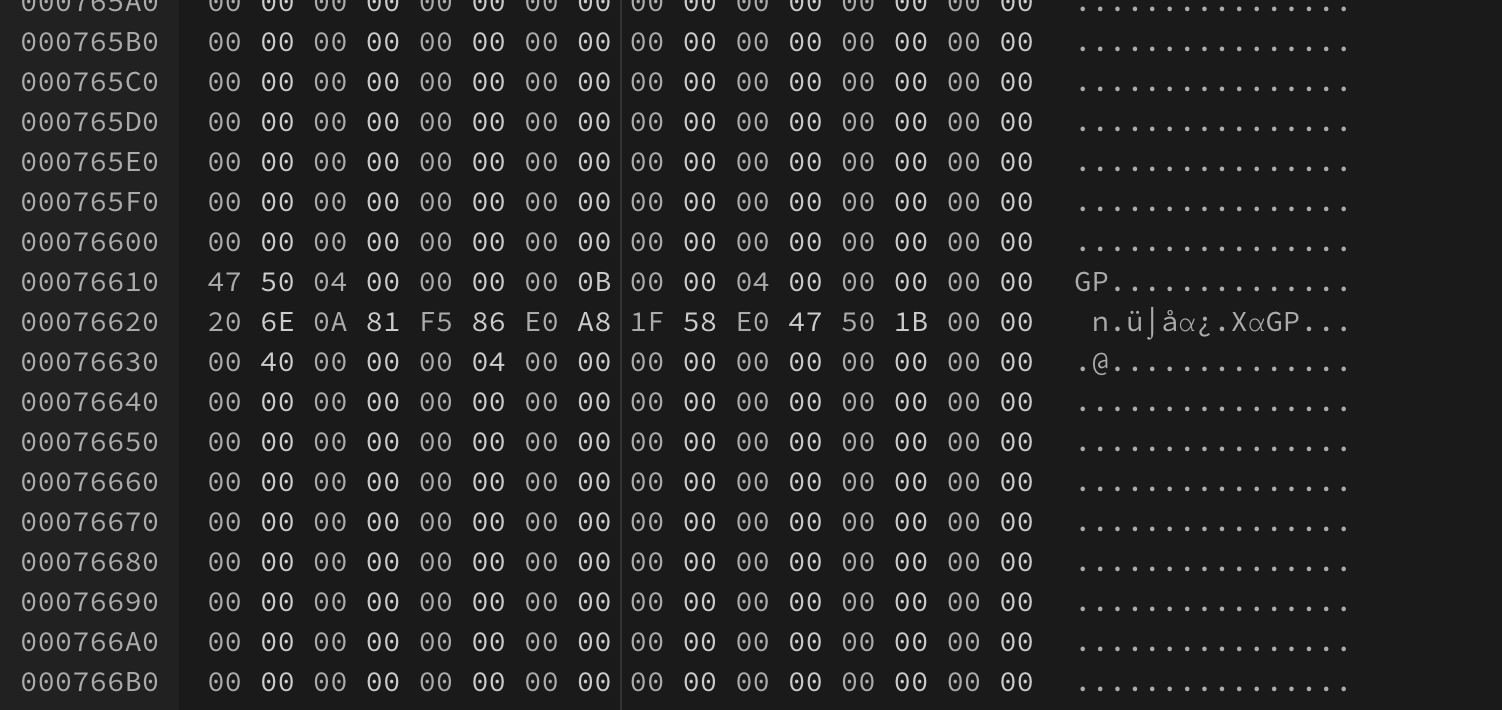 000765A0 00 00 00 00 00 00 00 00 00 00 00 00 00 00 00 00 ................
000765B0 00 00 00 00 00 00 00 00 00 00 00 00 00 00 00 00 ................
000765C0 00 00 00 00 00 00 00 00 00 00 00 00 00 00 00 00 ................
000765D0 00 00 00 00 00 00 00 00 00 00 00 00 00 00 00 00 ................
000765E0 00 00 00 00 00 00 00 00 00 00 00 00 00 00 00 00 ................
000765F0 00 00 00 00 00 00 00 00 00 00 00 00 00 00 00 00 ................
00076600 00 00 00 00 00 00 00 00 00 00 00 00 00 00 00 00 ................
00076610 47 50 04 00 00 00 00 0B 00 00 04 00 00 00 00 00 GP..............
00076620 20 6E 0A 81 F5 86 E0 A8 1F 58 E0 47 50 1B 00 00  n.ü⌡åα¿.XαGP...
00076630 00 40 00 00 00 04 00 00 00 00 00 00 00 00 00 00 .@..............
00076640 00 00 00 00 00 00 00 00 00 00 00 00 00 00 00 00 ................
00076650 00 00 00 00 00 00 00 00 00 00 00 00 00 00 00 00 ................
00076660 00 00 00 00 00 00 00 00 00 00 00 00 00 00 00 00 ................
00076670 00 00 00 00 00 00 00 00 00 00 00 00 00 00 00 00 ................
00076680 00 00 00 00 00 00 00 00 00 00 00 00 00 00 00 00 ................
00076690 00 00 00 00 00 00 00 00 00 00 00 00 00 00 00 00 ................
000766A0 00 00 00 00 00 00 00 00 00 00 00 00 00 00 00 00 ................
000766B0 00 00 00 00 00 00 00 00 00 00 00 00 00 00 00 00 ................